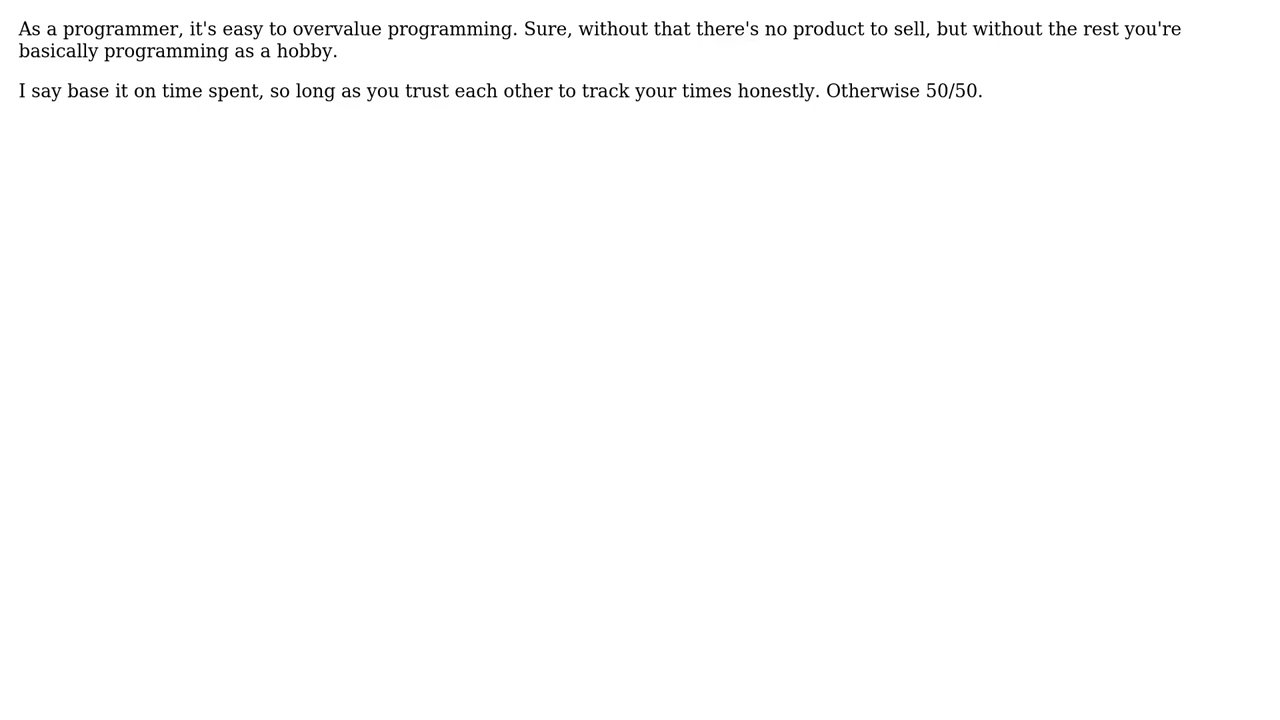 As a programmer, it's easy to overvalue programming. Sure, without that there's no product to sell, but without the rest you're
basically programming as a hobby.
I say base it on time spent, so long as you trust each other to track your times honestly. Otherwise 50/50.